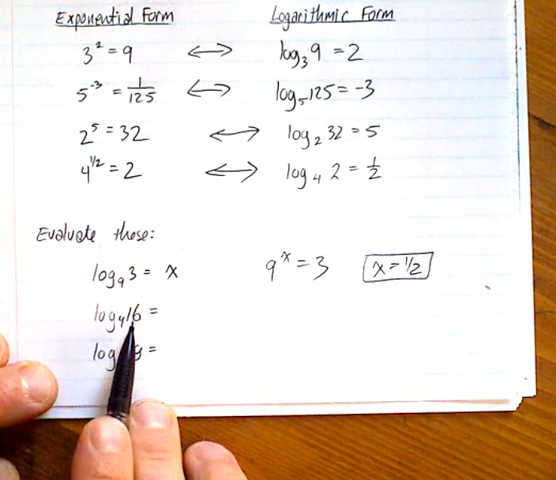 Exponential Form Logarithmic Form
3² = 9 ⟷ log₃ 9 = 2
5⁻³ = 1/125 ⟷ log₅ 125 = -3
2⁵ = 32 ⟷ log₂ 32 = 5
4^1/2 = 2 ⟷ log₄ 2 = 1/2
Evaluate these:
log₉ 3 = x 9ˣ = 3 x = 1/2
log₄ 16 =
log =